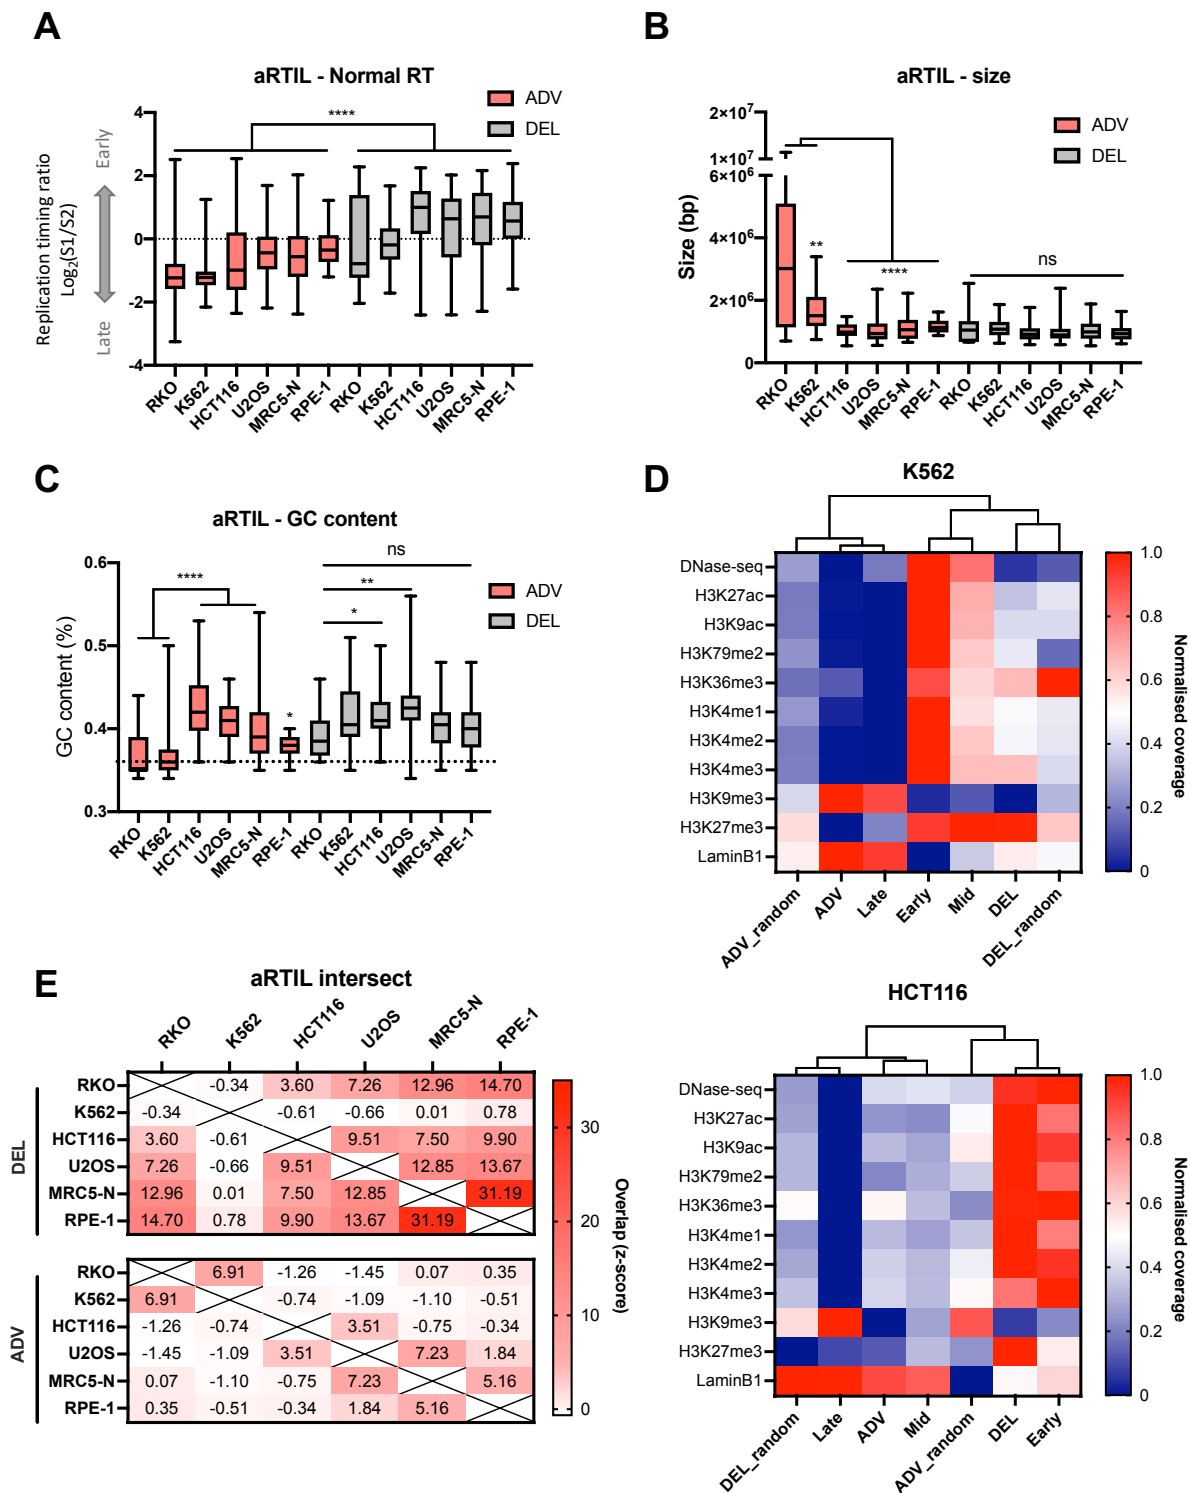 A
aRTIL - Normal RT
ADV
DEL
****
Early
Late
Replication timing ratio
Log2(S1/S2)
4
2
0
-2
-4
RKO
K562
HCT116
U2OS
MRC5-N
RPE-1
RKO
K562
HCT116
U2OS
MRC5-N
RPE-1
B
aRTIL - size
ADV
DEL
Size (bp)
2×10^7
1×10^7
6×10^6
4×10^6
2×10^6
0
**
****
ns
RKO
K562
HCT116
U2OS
MRC5-N
RPE-1
RKO
K562
HCT116
U2OS
MRC5-N
RPE-1
C
aRTIL - GC content
ADV
DEL
GC content (%)
0.6
0.5
0.4
0.3
****
*
ns
**
*
RKO
K562
HCT116
U2OS
MRC5-N
RPE-1
RKO
K562
HCT116
U2OS
MRC5-N
RPE-1
D
K562
DNase-seq
H3K27ac
H3K9ac
H3K79me2
H3K36me3
H3K4me1
H3K4me2
H3K4me3
H3K9me3
H3K27me3
LaminB1
ADV_random
ADV
Late
Early
Mid
DEL
DEL_random
1.0
0.8
0.6
0.4
0.2
0
Normalised coverage
HCT116
DNase-seq
H3K27ac
H3K9ac
H3K79me2
H3K36me3
H3K4me1
H3K4me2
H3K4me3
H3K9me3
H3K27me3
LaminB1
DEL_random
Late
ADV
Mid
ADV_random
DEL
Early
1.0
0.8
0.6
0.4
0.2
0
Normalised coverage
E
aRTIL intersect
RKO K562 HCT116 U2OS MRC5-N RPE-1
DEL
RKO -0.34 3.60 7.26 12.96 14.70
K562 -0.34 -0.61 -0.66 0.01 0.78
HCT116 3.60 -0.61 9.51 7.50 9.90
U2OS 7.26 -0.66 9.51 12.85 13.67
MRC5-N 12.96 0.01 7.50 12.85 31.19
RPE-1 14.70 0.78 9.90 13.67 31.19
ADV
RKO 6.91 -1.26 -1.45 0.07 0.35
K562 6.91 -0.74 -1.09 -1.10 -0.51
HCT116 -1.26 -0.74 3.51 -0.75 -0.34
U2OS -1.45 -1.09 3.51 7.23 1.84
MRC5-N 0.07 -1.10 -0.75 7.23 5.16
RPE-1 0.35 -0.51 -0.34 1.84 5.16
30
20
10
0
Overlap (z-score)